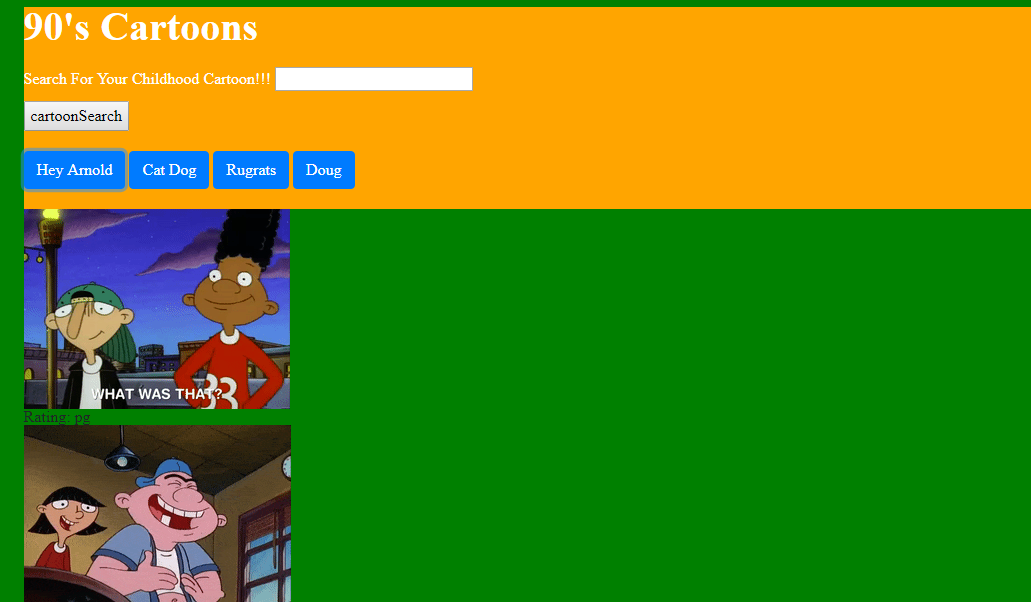 90's Cartoons
Search For Your Childhood Cartoon!!!
cartoonSearch
Hey Arnold Cat Dog Rugrats Doug
WHAT WAS THAT?
33
Rating pg